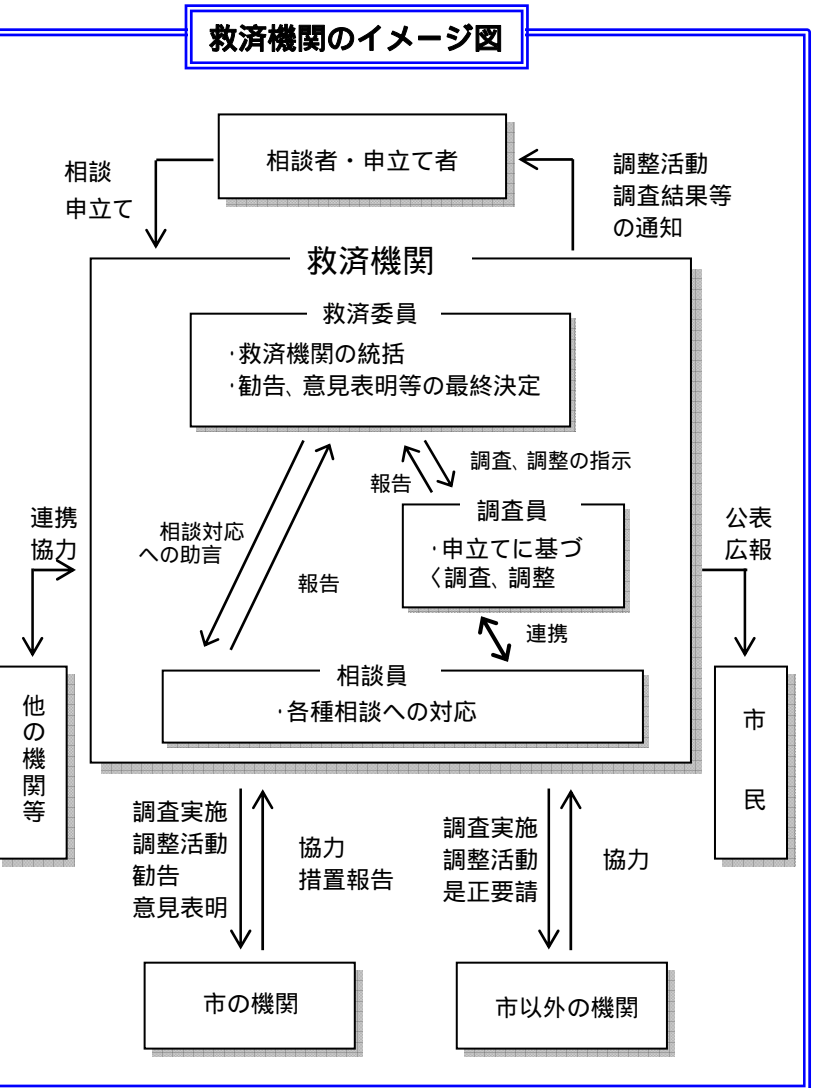 救済機関のイメージ図
相談者・申立て者
相談
申立て
調整活動
調査結果等
の通知
救済機関
救済委員
・救済機関の統括
・勧告、意見表明等の最終決定
調査、調整の指示
報告
調査員
・申立てに基づ
く調査、調整
相談対応
への助言
報告
連携
相談員
・各種相談への対応
連携
協力
公表
広報
他の機関等
市民
調査実施
調整活動
勧告
意見表明
協力
措置報告
調査実施
調整活動
是正要請
協力
市の機関
市以外の機関